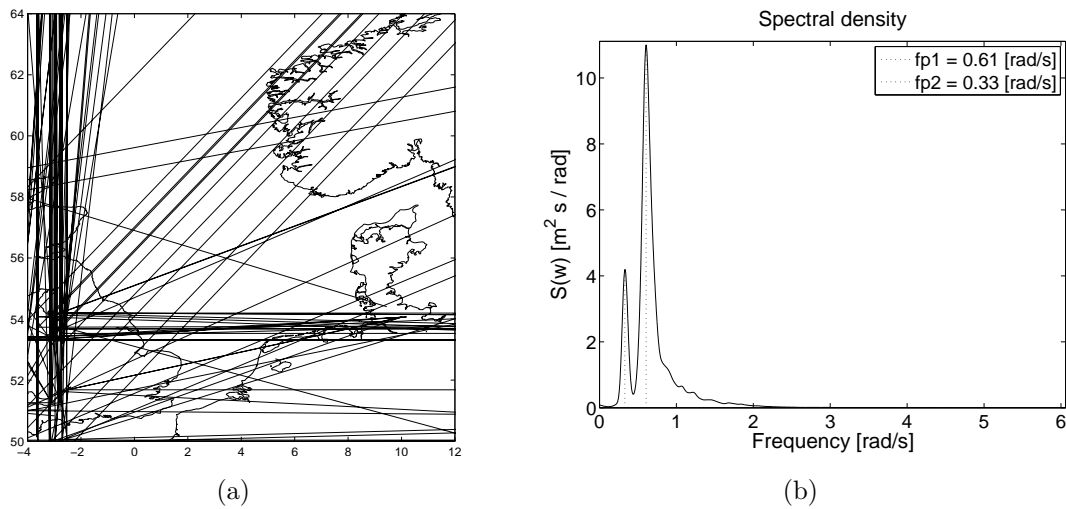 64
62
60
58
56
54
52
50
−4 −2 0 2 4 6 8 10 12
(a)
Spectral density
fp1 = 0.61 [rad/s]
fp2 = 0.33 [rad/s]
10
8
6
4
2
0
S(w) [m² s / rad]
0 1 2 3 4 5 6
Frequency [rad/s]
(b)